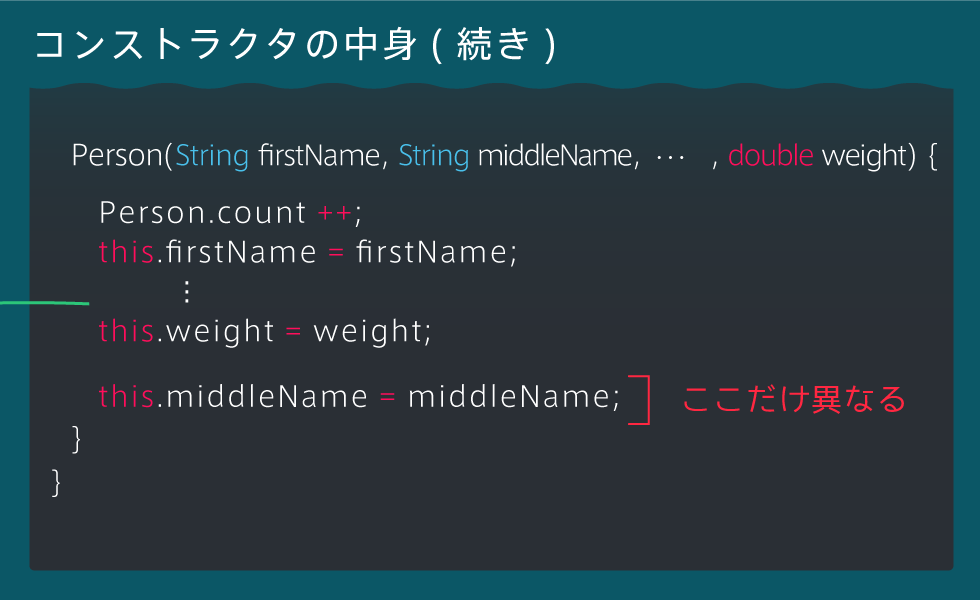 コンストラクタの中身(続き)
Person(String firstName, String middleName, ⋯ , double weight) {
Person.count ++;
this.firstName = firstName;
⋮
this.weight = weight;
this.middleName = middleName; ここだけ異なる
}
}